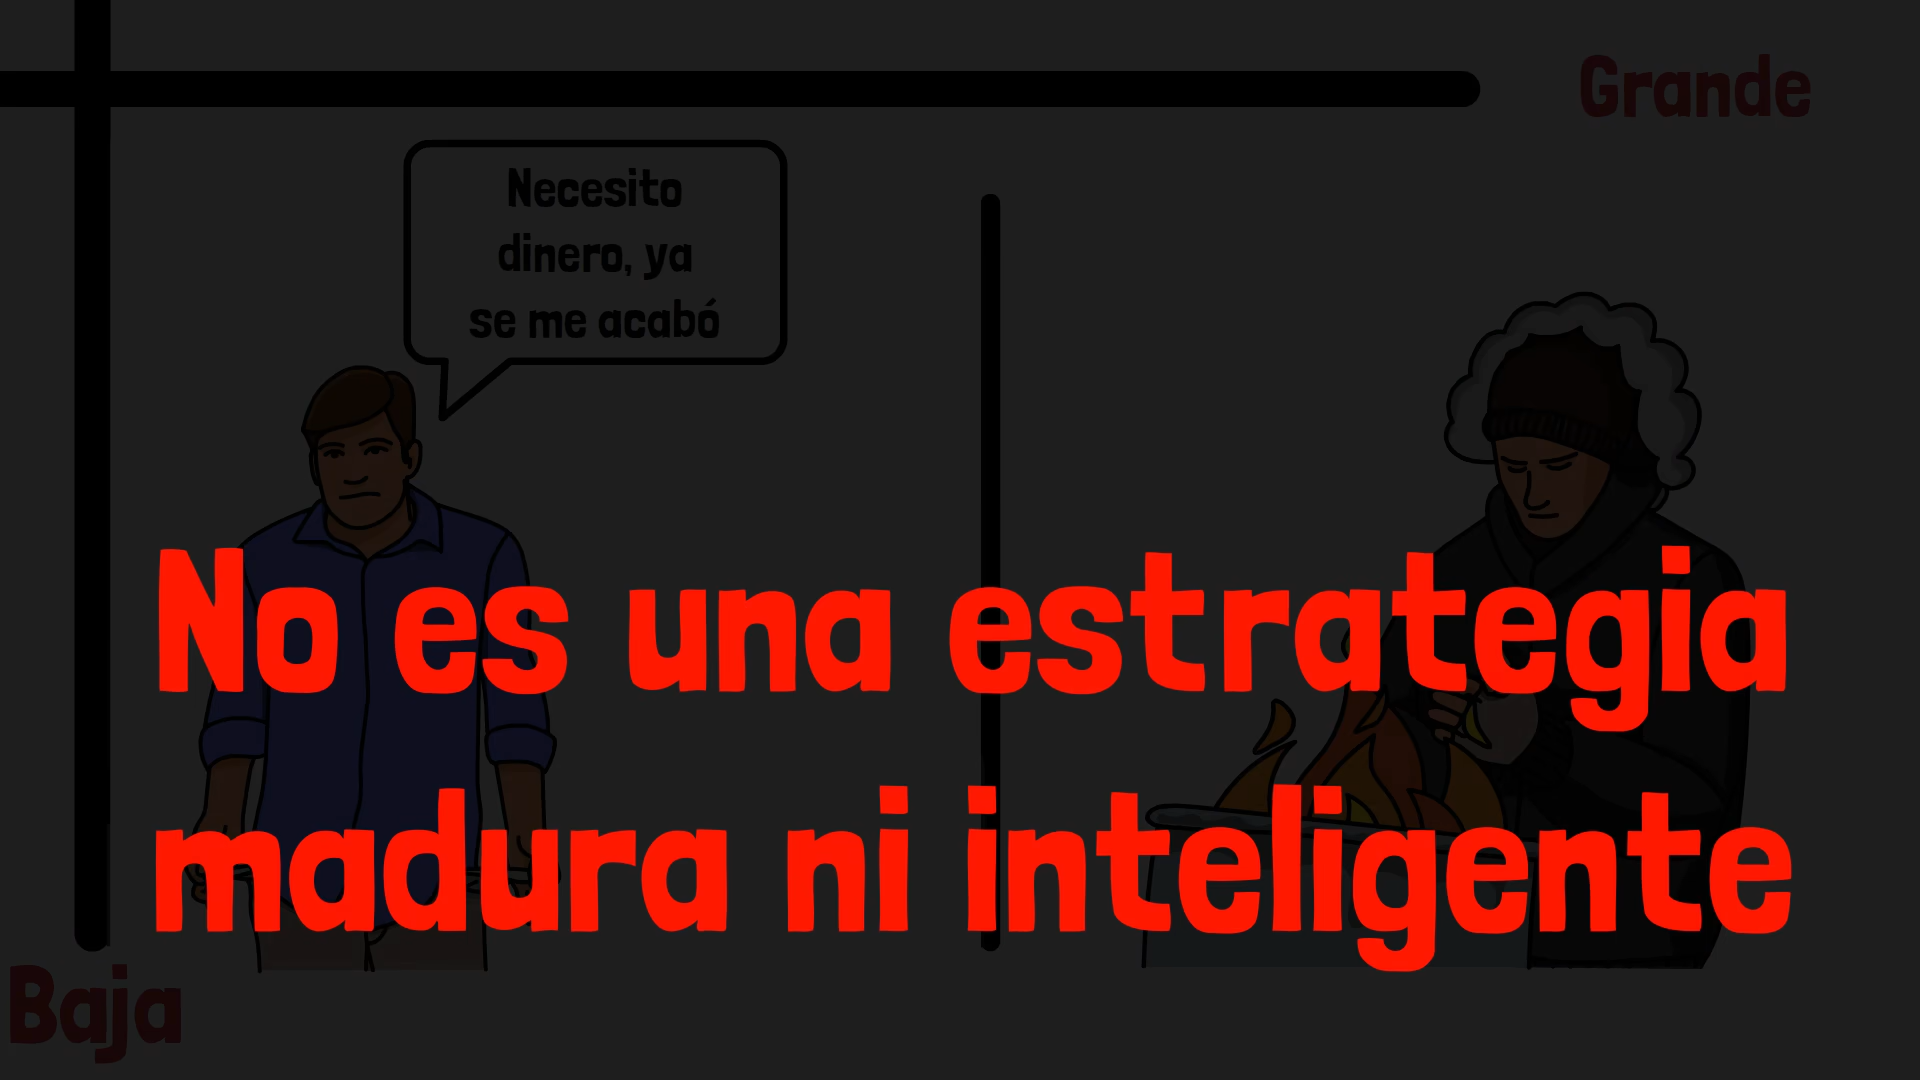 Grande
Necesito
dinero, ya
se me acabó
No es una estrategia
madura ni inteligente
Baja